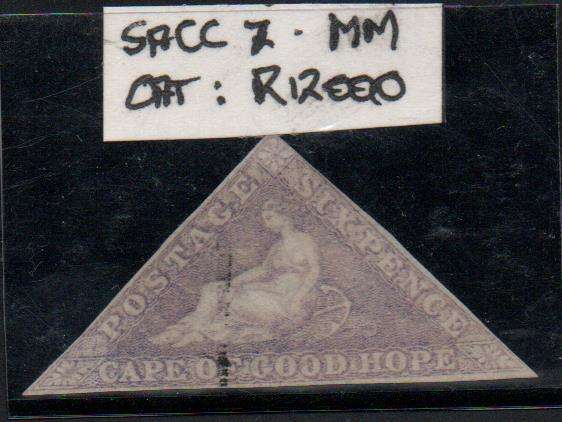 SACC 7. MM
CAT: R12000
POSTAGE
SIXPENCE
CAPE OF GOOD HOPE